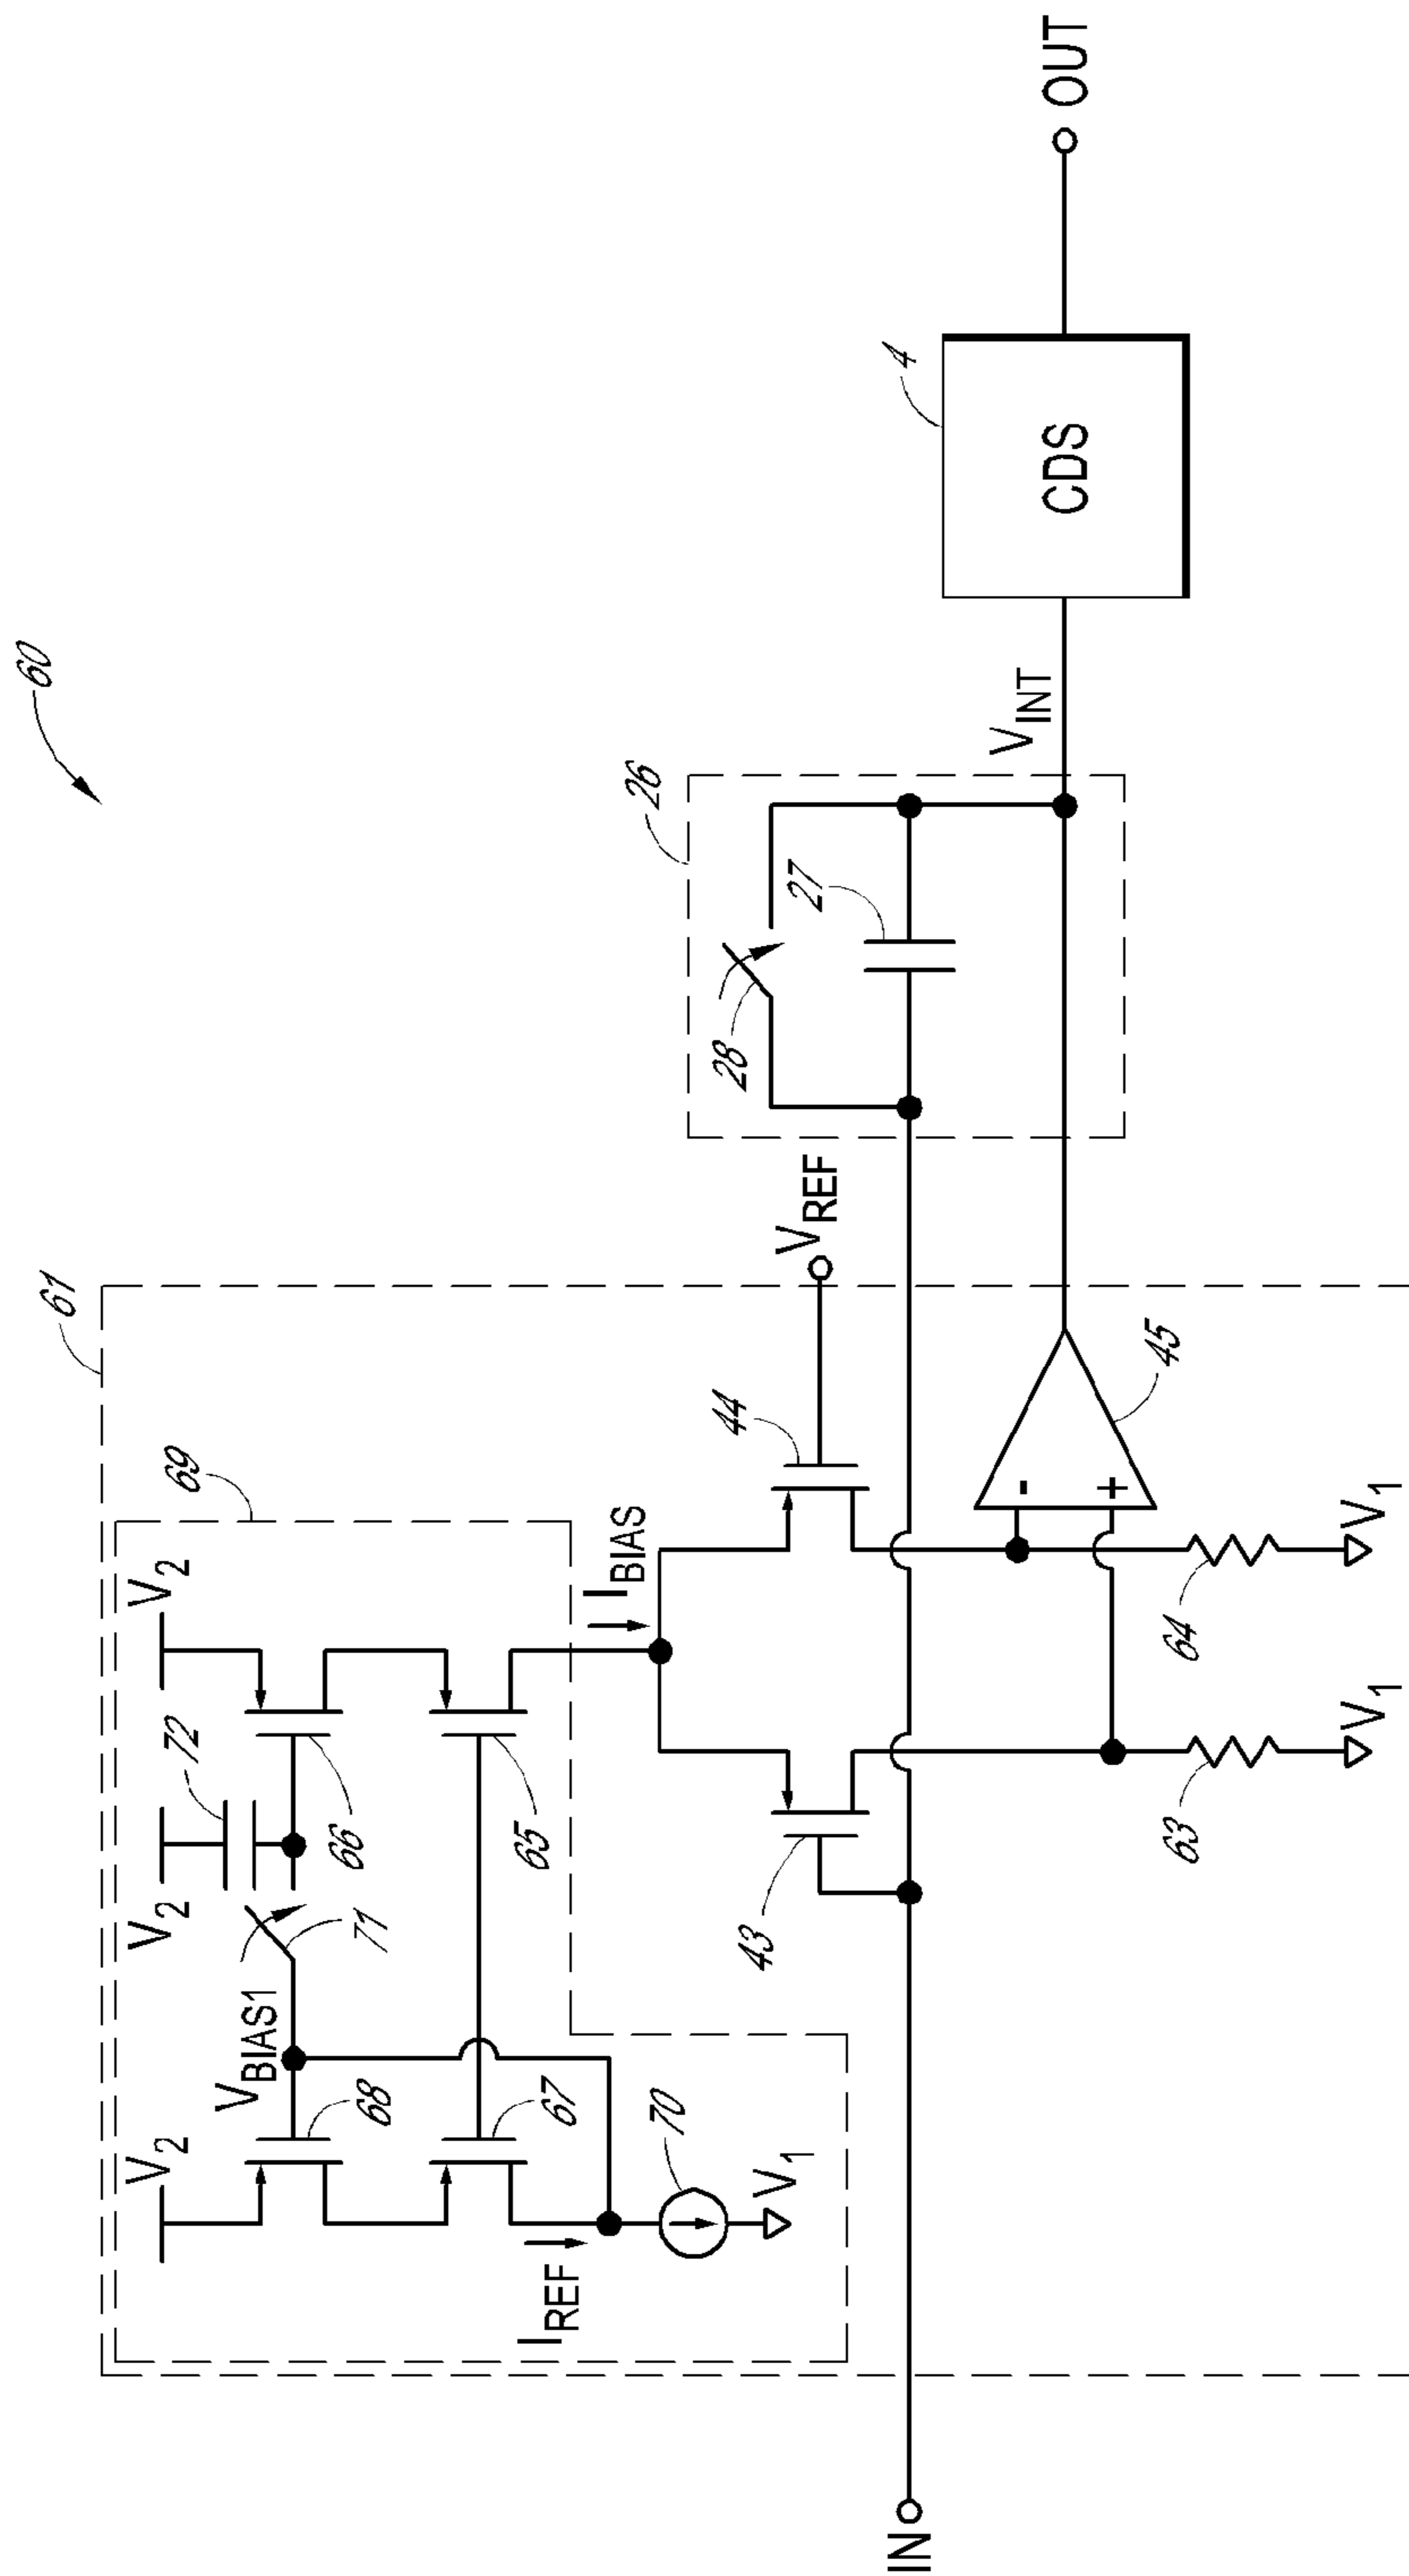 60
61
69
V2
V2
V2
72
VBIAS1
68
66
71
67
65
IREF
70
V1
IBIAS
44
VREF
43
26
28
27
VINT
4
CDS
OUT
IN
-
+
45
63
64
V1
V1